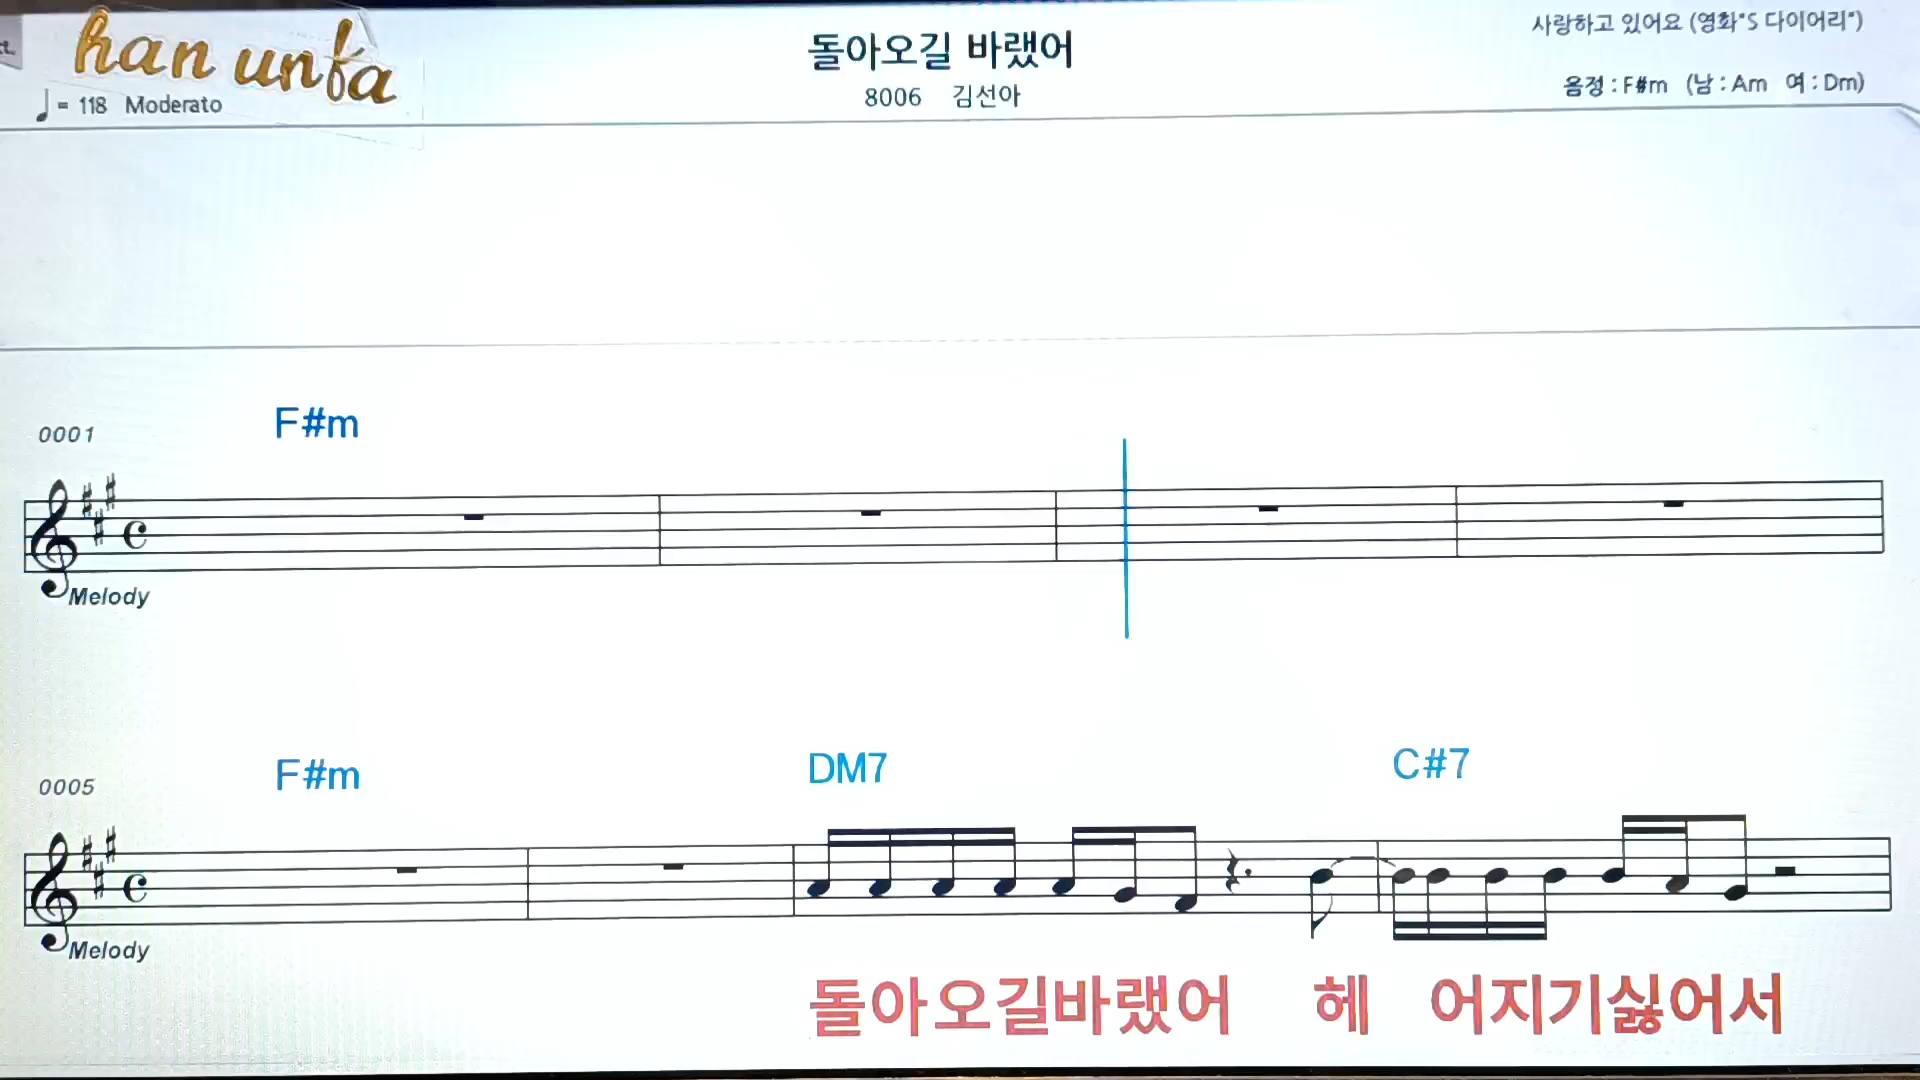 han unfa
돌아오길 바랬어
사랑하고 있어요 (영화"S 다이어리")
♩= 118 Moderato
8006 김선아
음정 : F#m (남 : Am 여 : Dm)
0001 F#m
Melody
0005 F#m DM7 C#7
Melody
돌아오길바랬어 헤 어지기싫어서